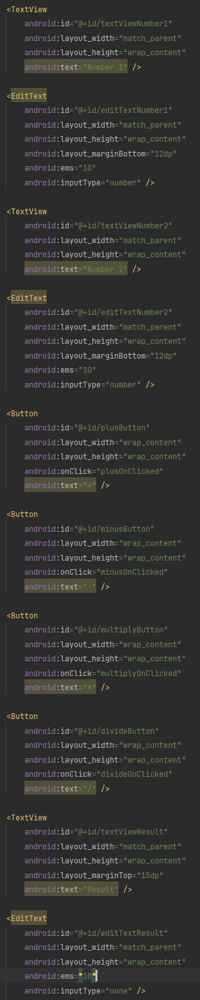 <TextView
android:id="@+id/textViewNumber1"
android:layout_width="match_parent"
android:layout_height="wrap_content"
android:text="Number 1" />
<EditText
android:id="@+id/editTextNumber1"
android:layout_width="match_parent"
android:layout_height="wrap_content"
android:layout_marginBottom="12dp"
android:ems="10"
android:inputType="number" />
<TextView
android:id="@+id/textViewNumber2"
android:layout_width="match_parent"
android:layout_height="wrap_content"
android:text="Number 2" />
<EditText
android:id="@+id/editTextNumber2"
android:layout_width="match_parent"
android:layout_height="wrap_content"
android:layout_marginBottom="12dp"
android:ems="10"
android:inputType="number" />
<Button
android:id="@+id/plusButton"
android:layout_width="wrap_content"
android:layout_height="wrap_content"
android:onClick="plusOnClicked"
android:text="+" />
<Button
android:id="@+id/minusButton"
android:layout_width="wrap_content"
android:layout_height="wrap_content"
android:onClick="minusOnClicked"
android:text="-" />
<Button
android:id="@+id/multiplyButton"
android:layout_width="wrap_content"
android:layout_height="wrap_content"
android:onClick="multiplyOnClicked"
android:text="*" />
<Button
android:id="@+id/divideButton"
android:layout_width="wrap_content"
android:layout_height="wrap_content"
android:onClick="divideOnClicked"
android:text="/" />
<TextView
android:id="@+id/textViewResult"
android:layout_width="match_parent"
android:layout_height="wrap_content"
android:layout_marginTop="15dp"
android:text="Result" />
<EditText
android:id="@+id/editTextResult"
android:layout_width="match_parent"
android:layout_height="wrap_content"
android:ems="10"
android:inputType="none" />